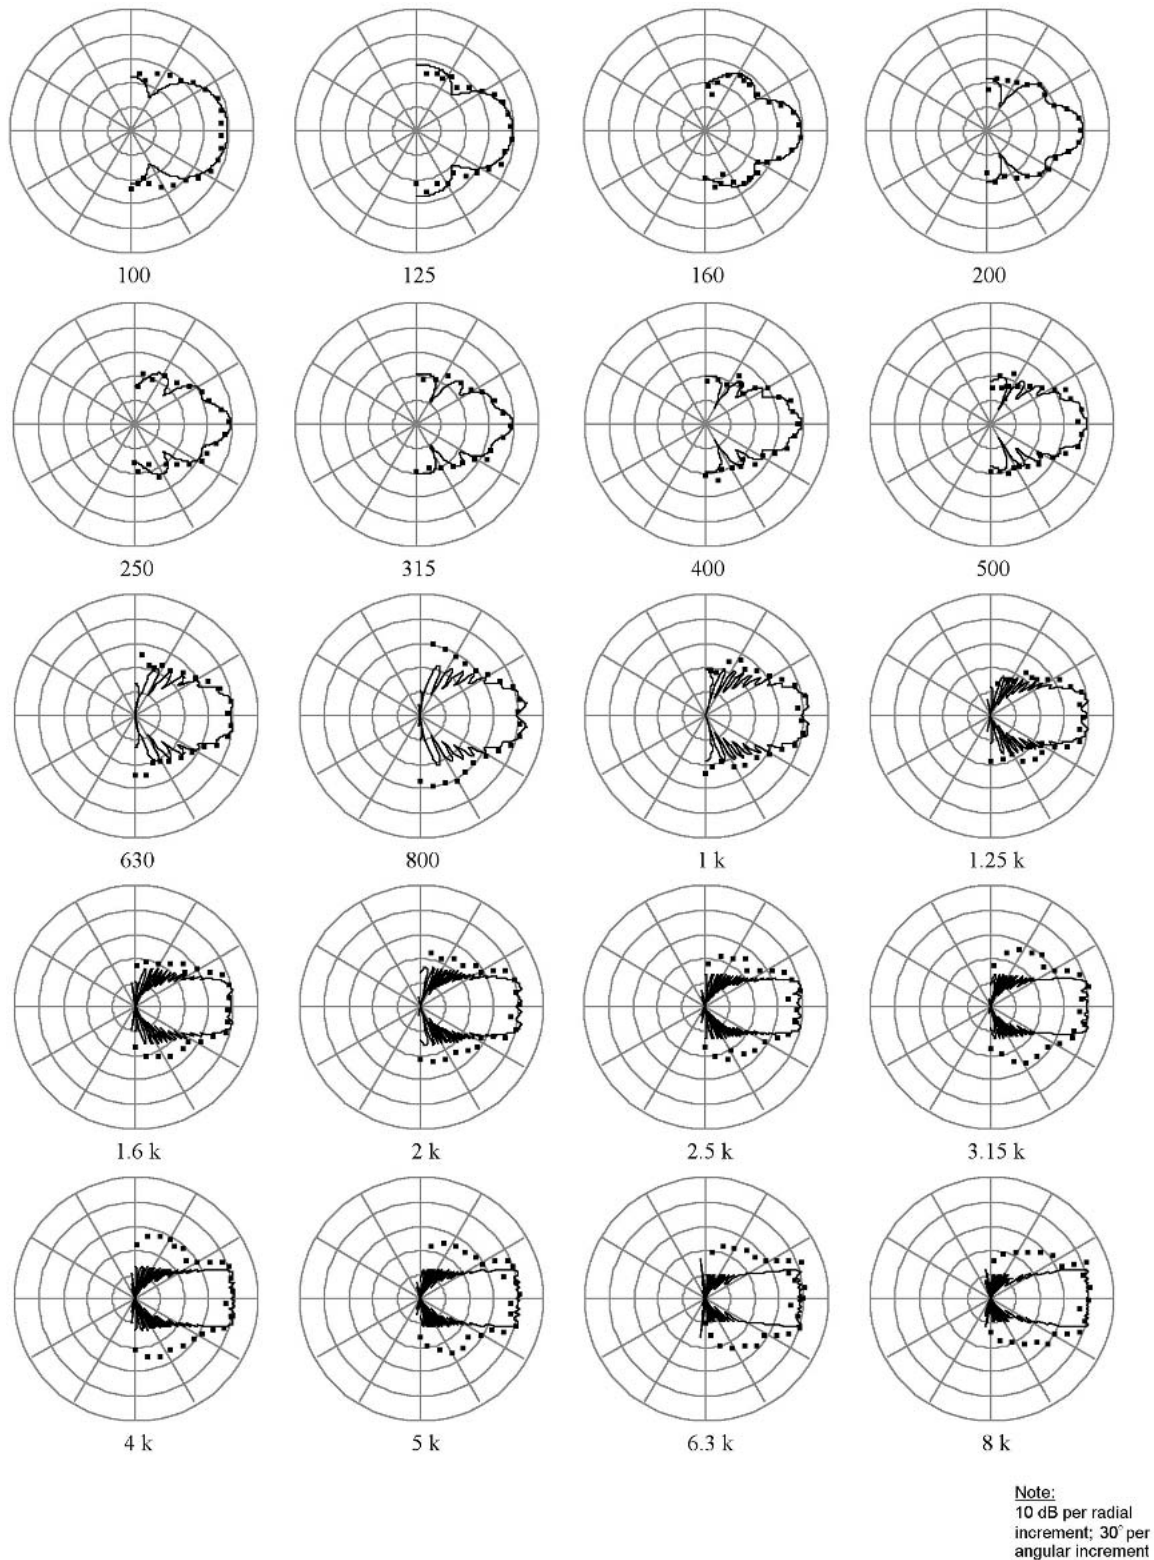 100 125 160 200
250 315 400 500
630 800 1 k 1.25 k
1.6 k 2 k 2.5 k 3.15 k
4 k 5 k 6.3 k 8 k
Note:
10 dB per radial
increment; 30° per
angular increment